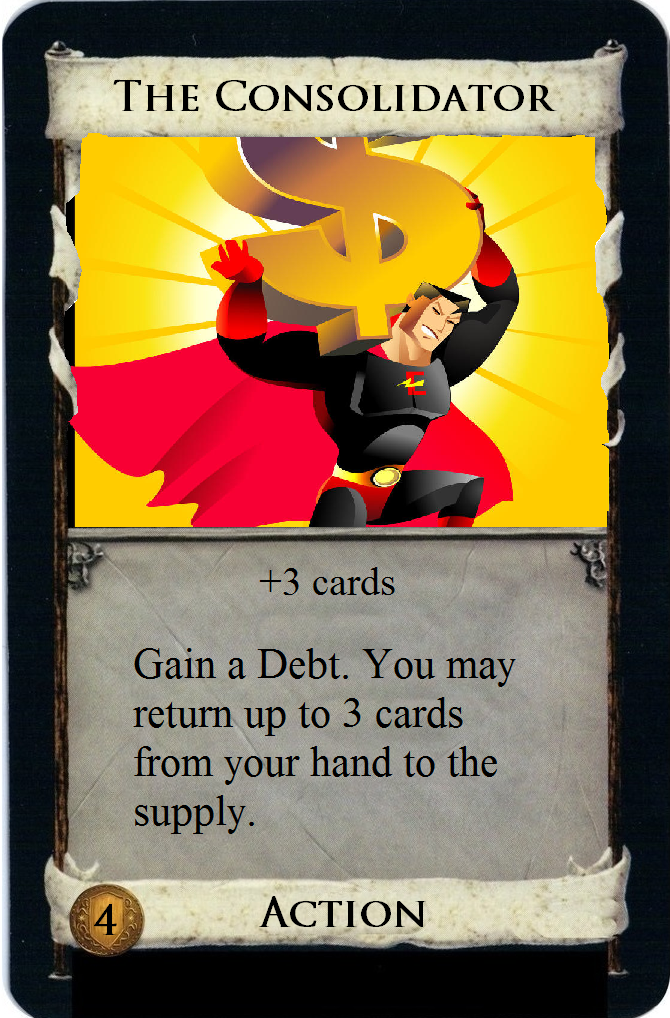 THE CONSOLIDATOR
$
E
+3 cards
Gain a Debt. You may
return up to 3 cards
from your hand to the
supply.
4
ACTION